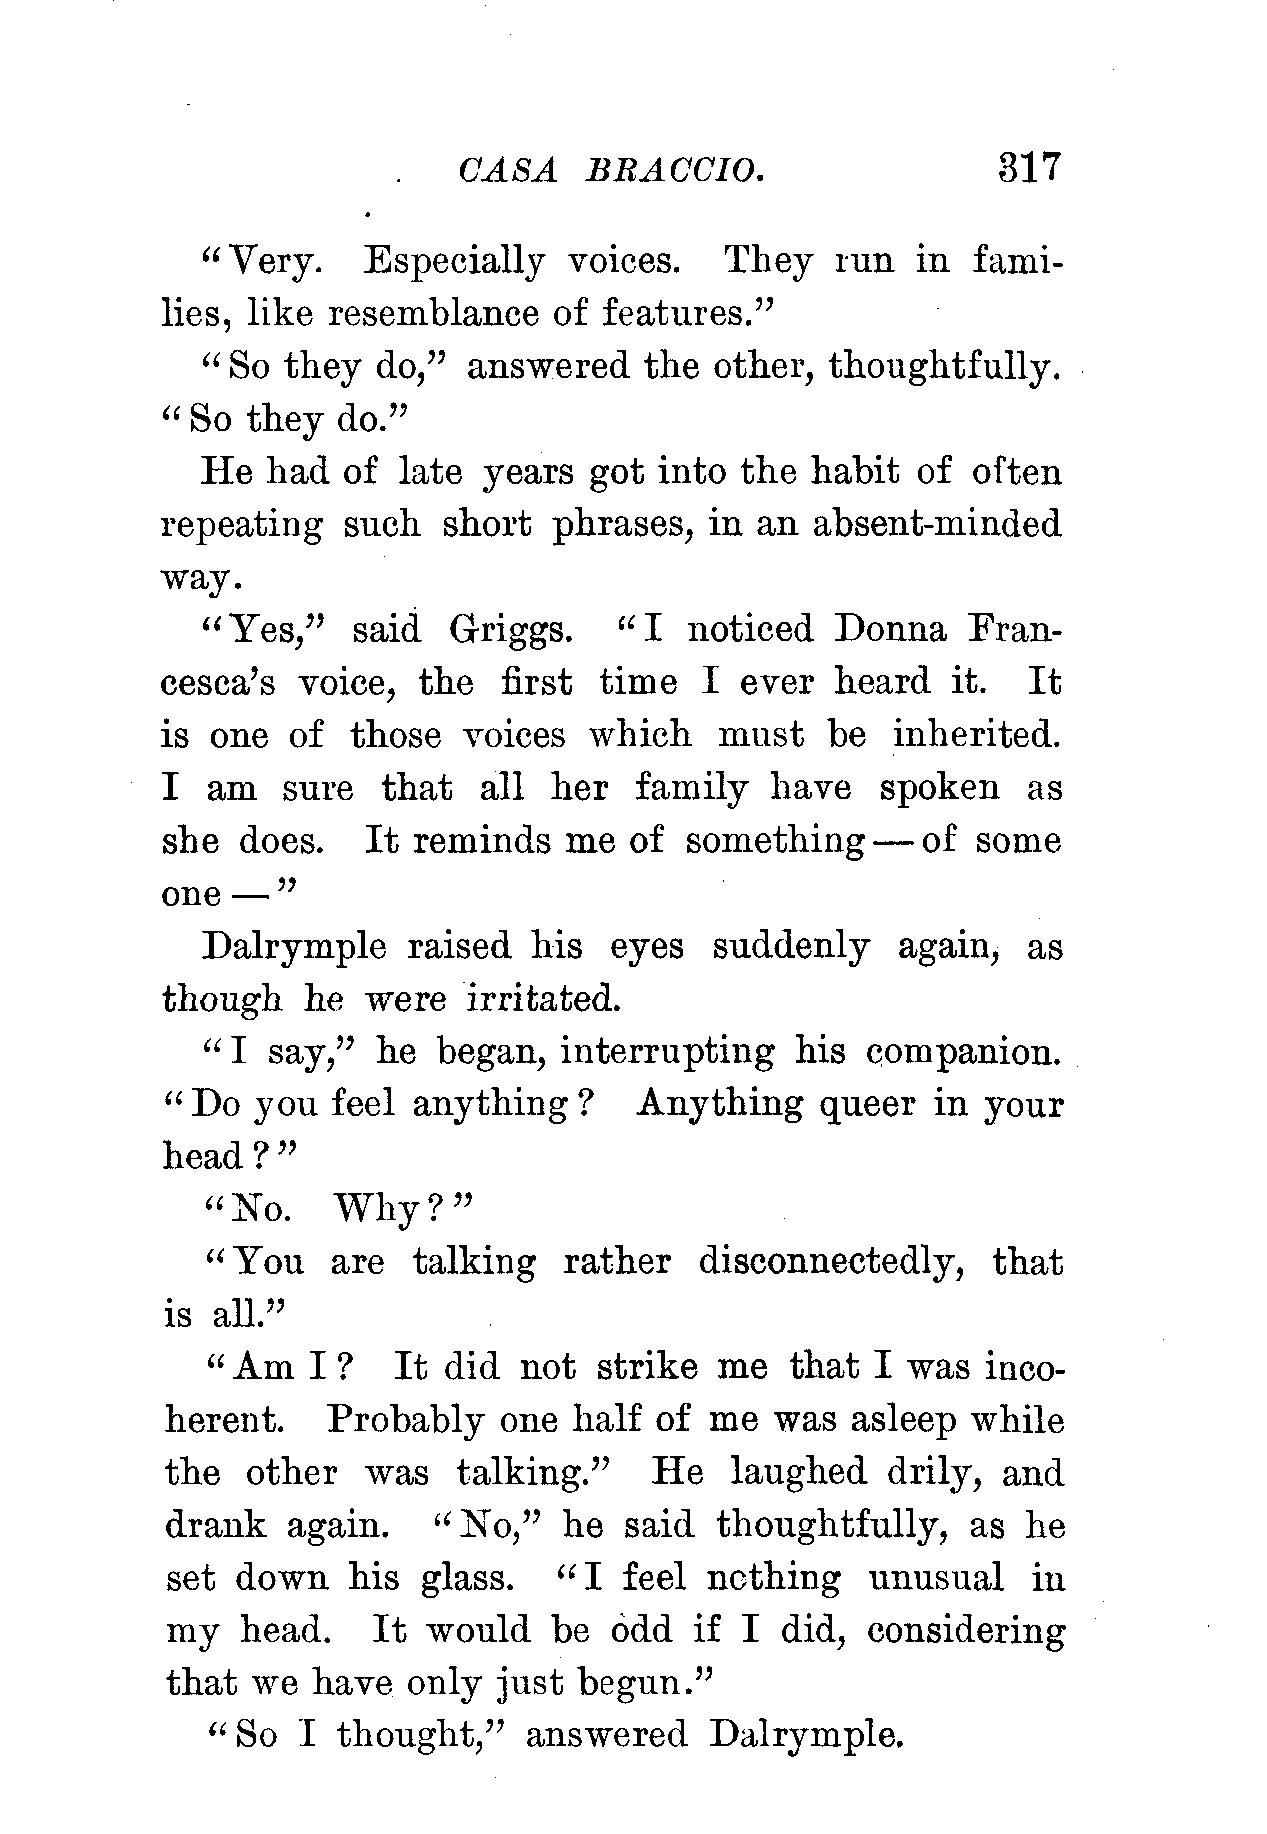 CASA BRACCIO. 317
"Very. Especially voices. They run in fami-
lies, like resemblance of features."
"So they do," answered the other, thoughtfully.
"So they do."
He had of late years got into the habit of often
repeating such short phrases, in an absent-minded
way.
"Yes," said Griggs. "I noticed Donna Fran-
cesca's voice, the first time I ever heard it. It
is one of those voices which must be inherited.
I am sure that all her family have spoken as
she does. It reminds me of something — of some
one — "
Dalrymple raised his eyes suddenly again, as
though he were irritated.
"I say," he began, interrupting his companion.
"Do you feel anything? Anything queer in your
head?"
"No. Why?"
"You are talking rather disconnectedly, that
is all."
"Am I? It did not strike me that I was inco-
herent. Probably one half of me was asleep while
the other was talking." He laughed drily, and
drank again. "No," he said thoughtfully, as he
set down his glass. "I feel nothing unusual in
my head. It would be odd if I did, considering
that we have only just begun."
"So I thought," answered Dalrymple.